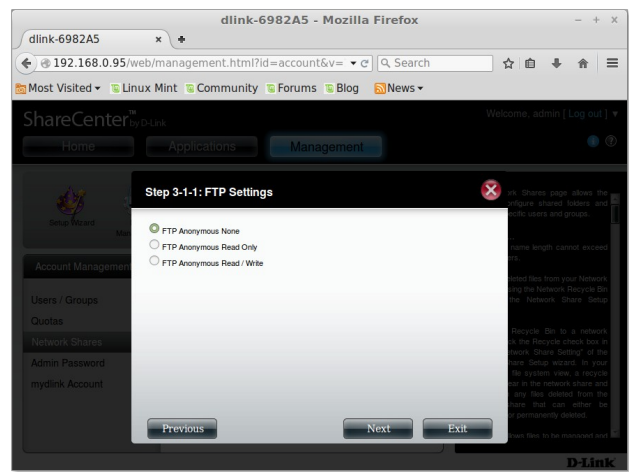 dlink-6982A5 - Mozilla Firefox
dlink-6982A5
192.168.0.95/web/management.html?id=account&v=
Search
Most Visited
Linux Mint
Community
Forums
Blog
News
ShareCenter™ by D-Link
Welcome, admin | Log out |
Home
Applications
Management
Step 3-1-1: FTP Settings
Shares page allows the
configure shared folders and
specific users and groups.
Setup Wizard
FTP Anonymous None
FTP Anonymous Read Only
FTP Anonymous Read / Write
name length cannot exceed
Account Management
deleted files from your Network
using the Network Recycle Bin
the Network Share Setup
Users / Groups
Quotas
Network Shares
Admin Password
mydlink Account
Recycle Bin to a network
the Recycle check box in
Network Share Setting" of the
Share Setup wizard. In your
file system view, a recycle
in the network share and
any files deleted from the
share that can either be
or permanently deleted.
Previous
Next
Exit
allows files to be managed and
D-Link